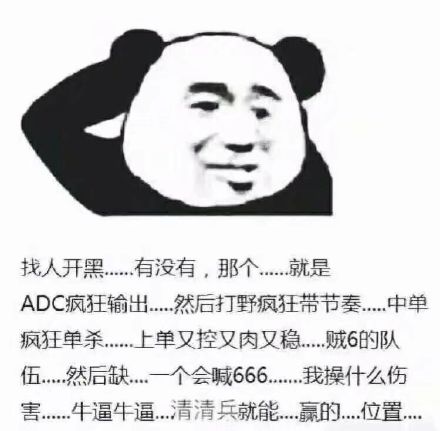 找人开黑......有没有，那个......就是
ADC疯狂输出.....然后打野疯狂带节奏.....中单
疯狂单杀......上单又控又肉又稳.....贼6的队
伍.....然后缺....一个会喊666.......我操什么伤
害......牛逼牛逼...清清兵就能....赢的....位置....